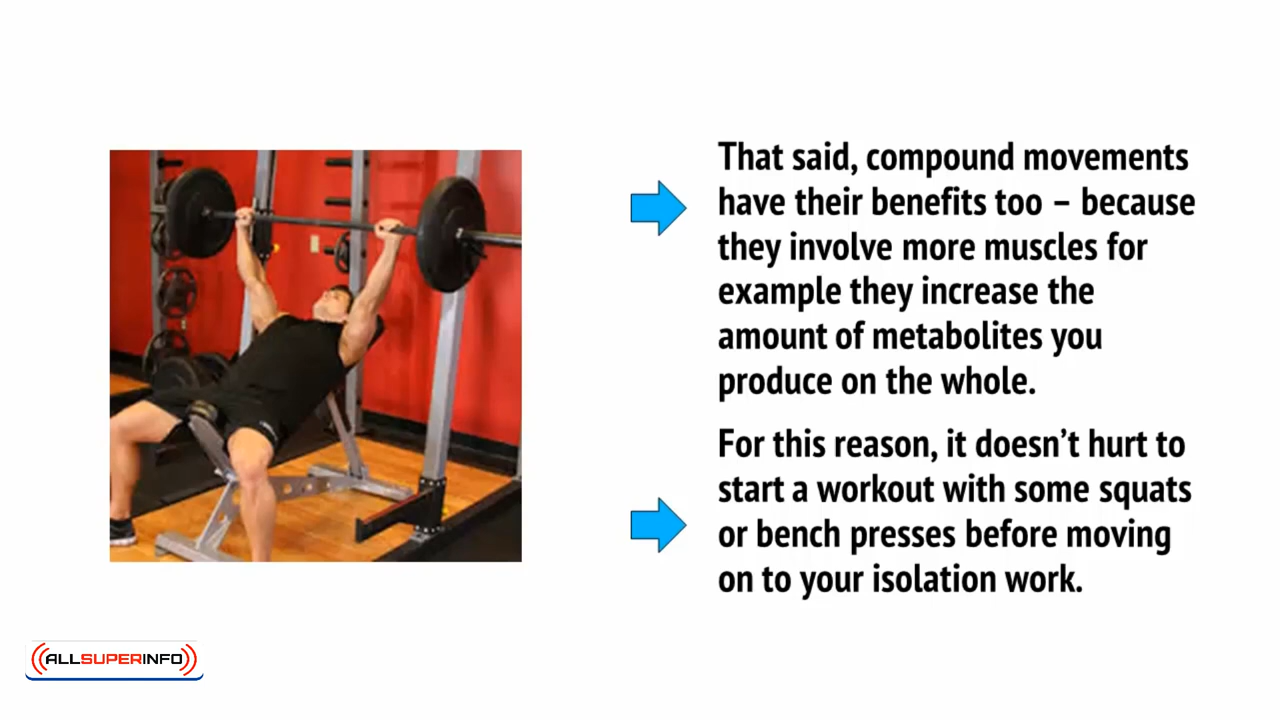 That said, compound movements
have their benefits too – because
they involve more muscles for
example they increase the
amount of metabolites you
produce on the whole.
For this reason, it doesn't hurt to
start a workout with some squats
or bench presses before moving
on to your isolation work.
ALLSUPERINFO